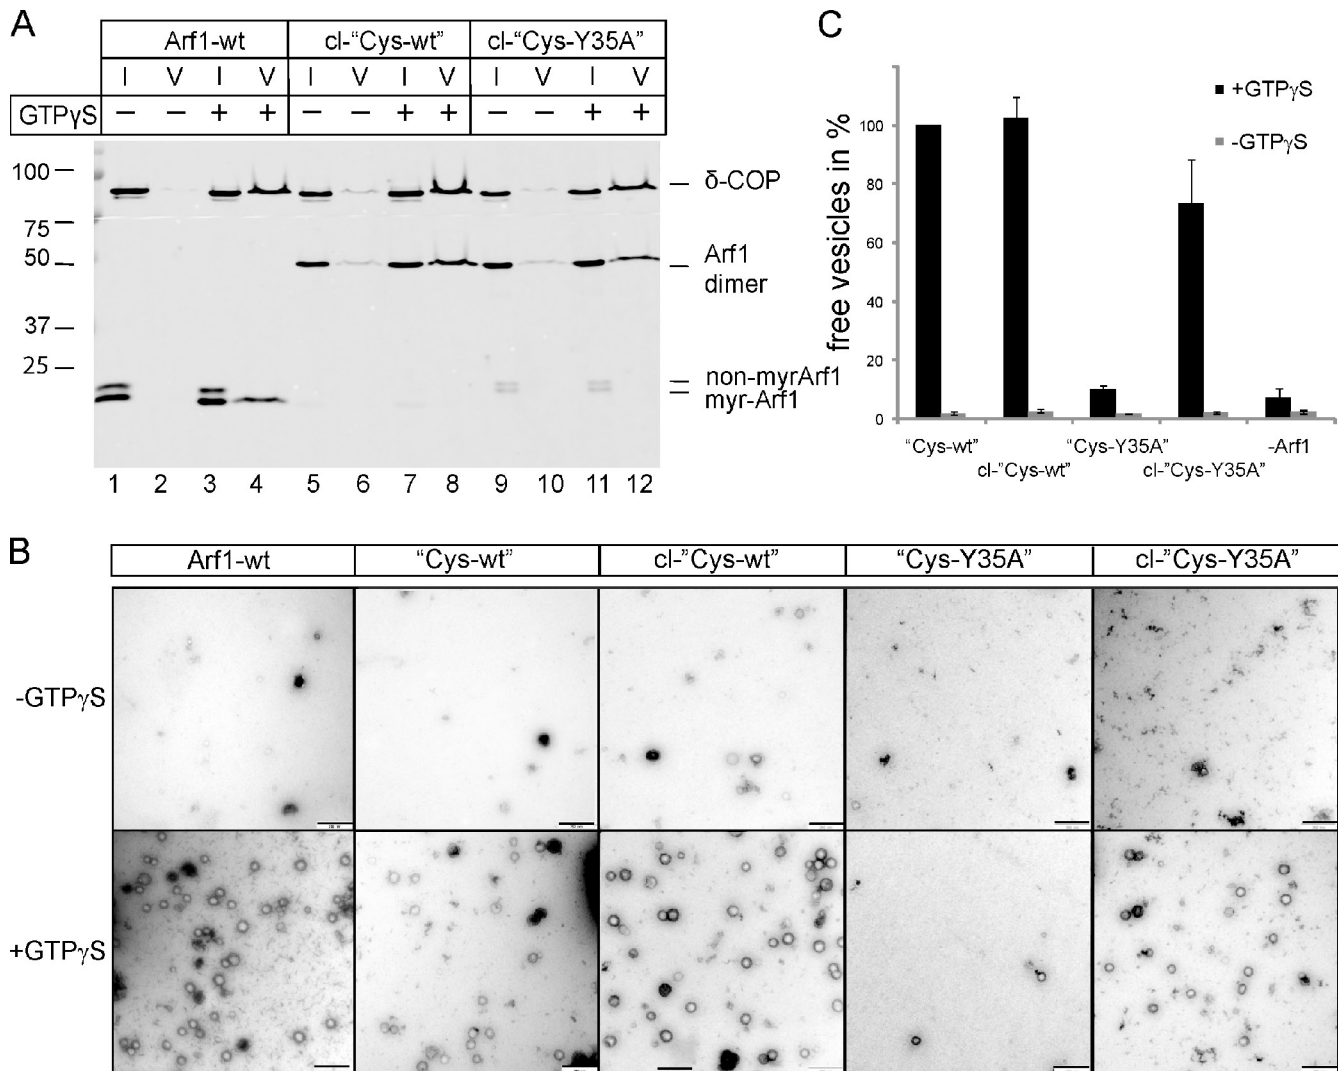 A
Arf1-wt cl-“Cys-wt” cl-“Cys-Y35A”
I V I V I V I V I V I V
GTPγS – – + + – – + + – – + +
100
75
50
37
25
δ-COP
Arf1
dimer
non-myrArf1
myr-Arf1
1 2 3 4 5 6 7 8 9 10 11 12
C
free vesicles in %
100
80
60
40
20
0
+GTPγS
-GTPγS
“Cys-wt” “Cys-Y35A” -Arf1
cl-”Cys-wt” cl-”Cys-Y35A”
B
Arf1-wt “Cys-wt” cl-”Cys-wt” “Cys-Y35A” cl-”Cys-Y35A”
-GTPγS
+GTPγS